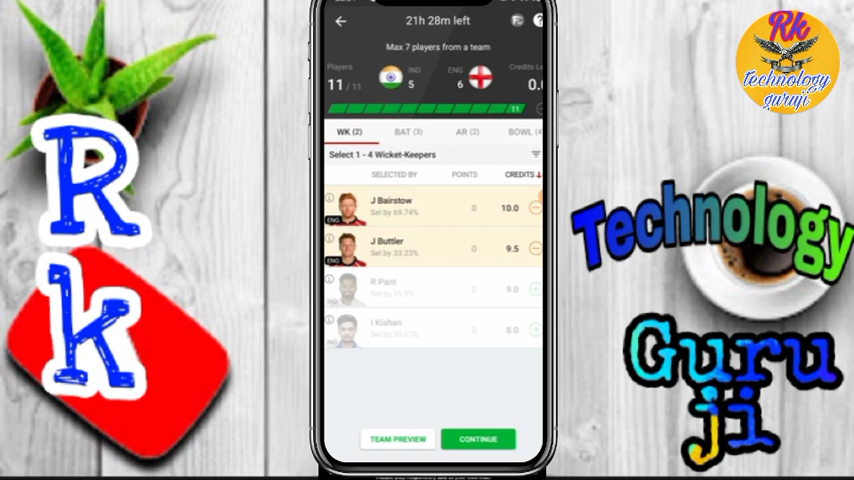 21h 28m left
Max 7 players from a team
Players
IND
ENG
11 / 11
5
6
0.
11
WK (2)
BAT (3)
AR (2)
BOWL (4
Select 1 - 4 Wicket-Keepers
SELECTED BY
POINTS
CREDITS
J Bairstow
Sel by 69.74%
0
10.0
ENG
J Buttler
Sel by 33.23%
0
9.5
ENG
R Pant
0
9.0
I Kishan
0
8.0
TEAM PREVIEW
CONTINUE
R
k
Rk
technology
guruji
Technology
Guru
ji